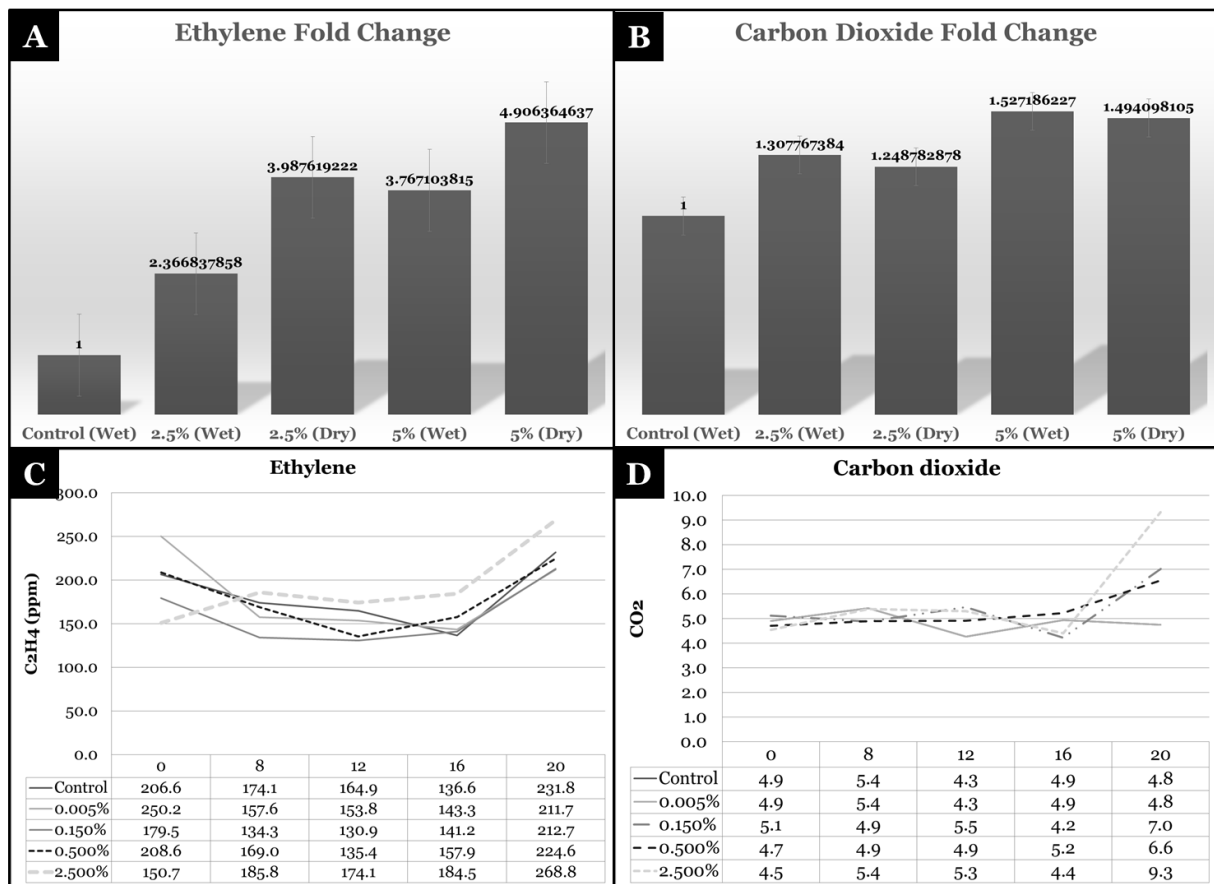 A
Ethylene Fold Change
1
2.366837858
3.987619222
3.767103815
4.906364637
Control (Wet) 2.5% (Wet) 2.5% (Dry) 5% (Wet) 5% (Dry)
B
Carbon Dioxide Fold Change
1
1.307767384
1.248782878
1.527186227
1.494098105
Control (Wet) 2.5% (Wet) 2.5% (Dry) 5% (Wet) 5% (Dry)
C
Ethylene
C2H4 (ppm)
300.0
250.0
200.0
150.0
100.0
50.0
0.0
0 8 12 16 20
Control 206.6 174.1 164.9 136.6 231.8
0.005% 250.2 157.6 153.8 143.3 211.7
0.150% 179.5 134.3 130.9 141.2 212.7
0.500% 208.6 169.0 135.4 157.9 224.6
2.500% 150.7 185.8 174.1 184.5 268.8
D
Carbon dioxide
CO2
10.0
9.0
8.0
7.0
6.0
5.0
4.0
3.0
2.0
1.0
0.0
0 8 12 16 20
Control 4.9 5.4 4.3 4.9 4.8
0.005% 4.9 5.4 4.3 4.9 4.8
0.150% 5.1 4.9 5.5 4.2 7.0
0.500% 4.7 4.9 4.9 5.2 6.6
2.500% 4.5 5.4 5.3 4.4 9.3